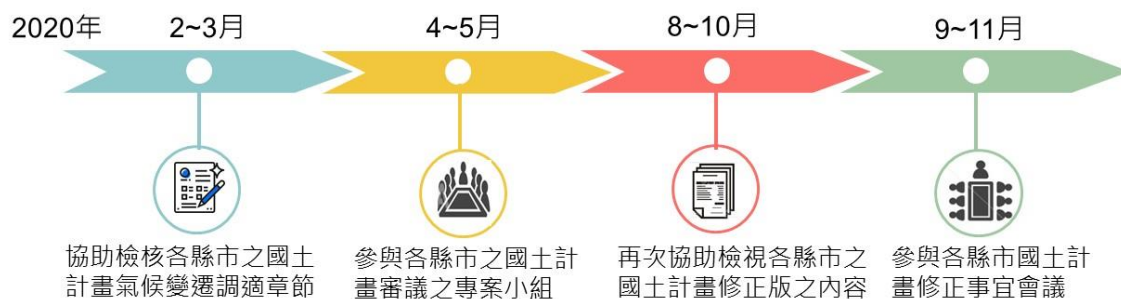 2020年
2~3月
4~5月
8~10月
9~11月
協助檢核各縣市之國土
計畫氣候變遷調適章節
參與各縣市之國土計
畫審議之專案小組
再次協助檢視各縣市之
國土計畫修正版之內容
參與各縣市國土計
畫修正事宜會議